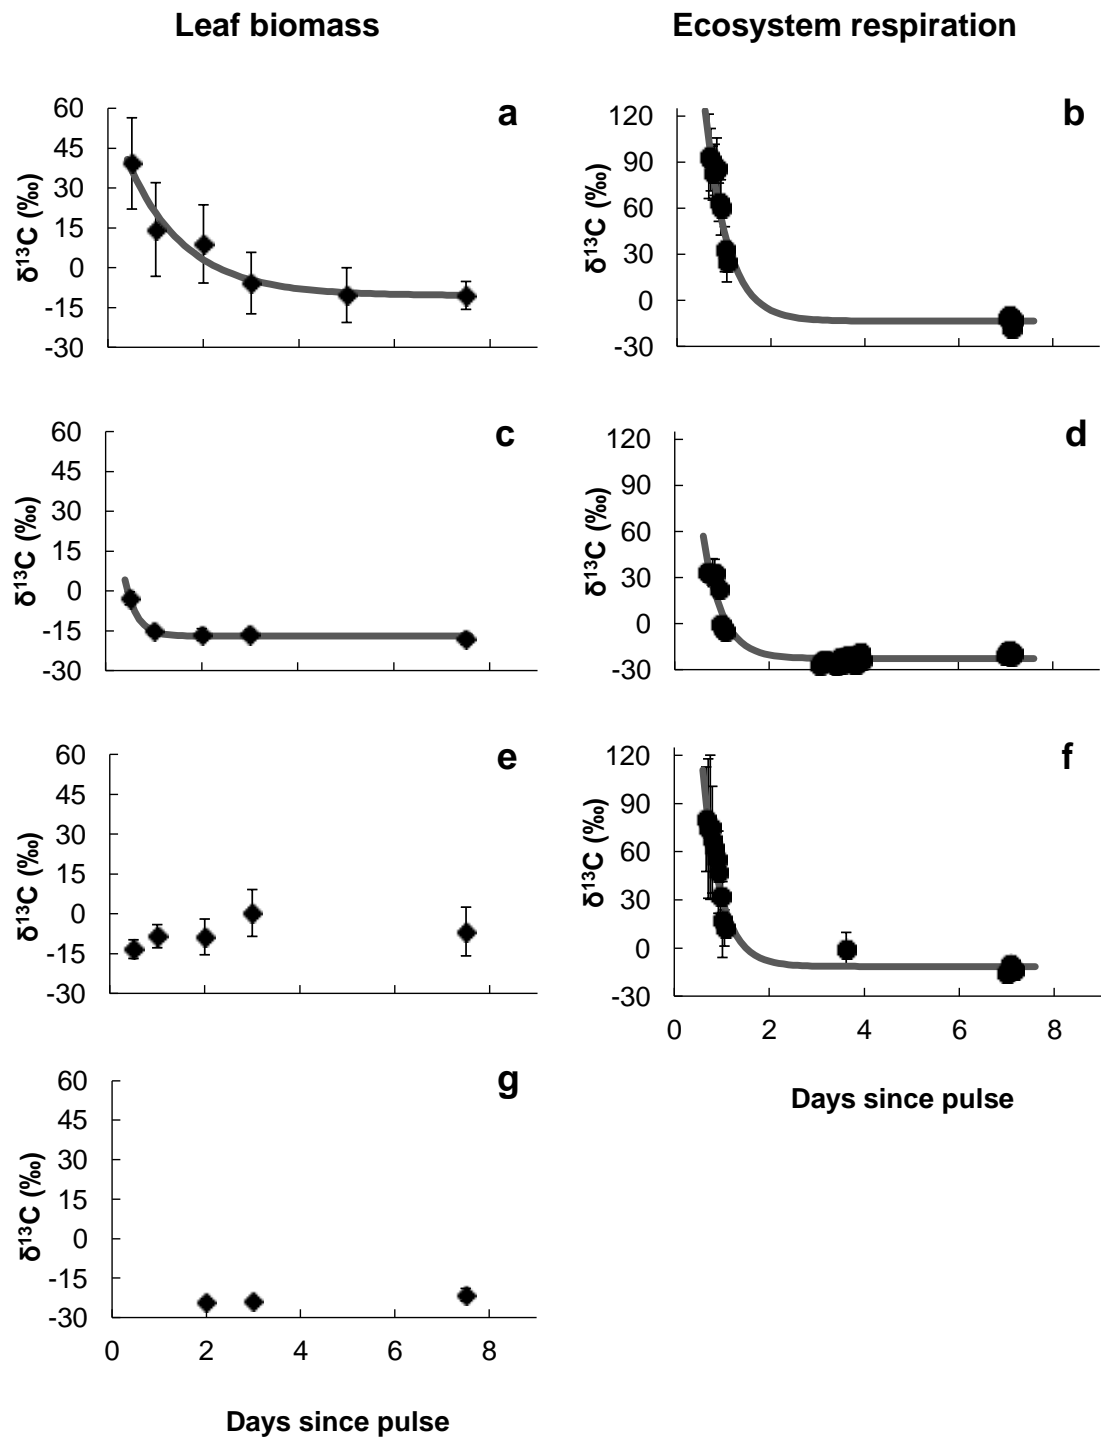 Leaf biomass
Ecosystem respiration
a
60
45
30
15
0
-15
-30
δ¹³C (‰)
b
120
90
60
30
0
-30
δ¹³C (‰)
c
60
45
30
15
0
-15
-30
δ¹³C (‰)
d
120
90
60
30
0
-30
δ¹³C (‰)
e
60
45
30
15
0
-15
-30
δ¹³C (‰)
f
120
90
60
30
0
-30
δ¹³C (‰)
0 2 4 6 8
Days since pulse
g
60
45
30
15
0
-15
-30
δ¹³C (‰)
0 2 4 6 8
Days since pulse